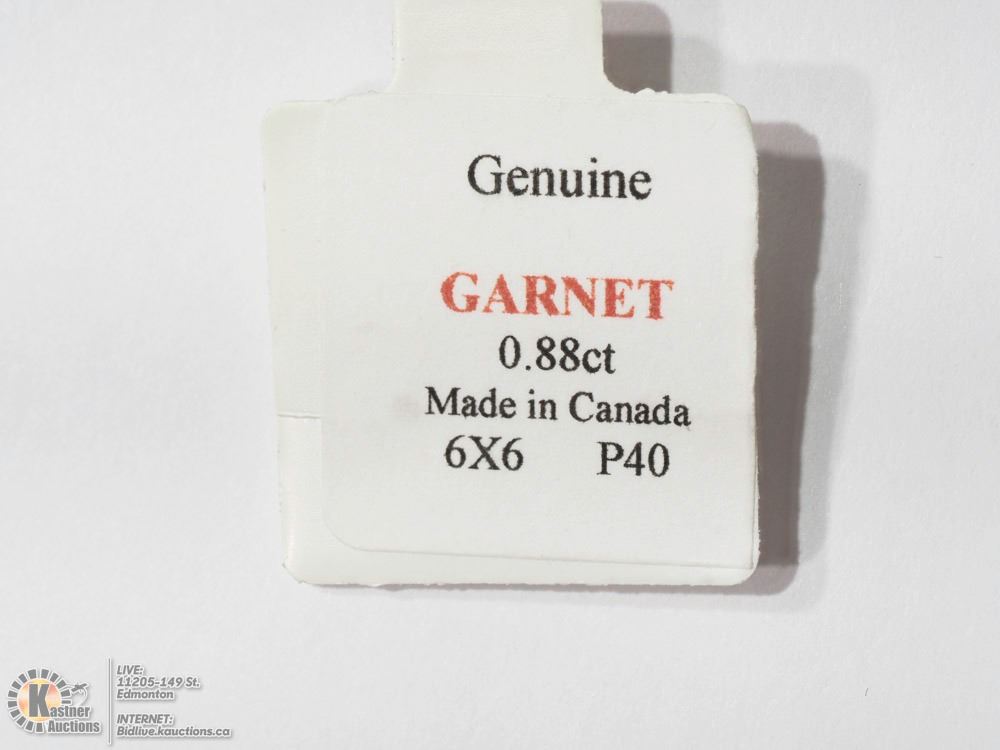 Genuine
GARNET
0.88ct
Made in Canada
6X6 P40
Kastner
Auctions
LIVE:
11205-149 St.
Edmonton
INTERNET:
Bidlive.kauctions.ca